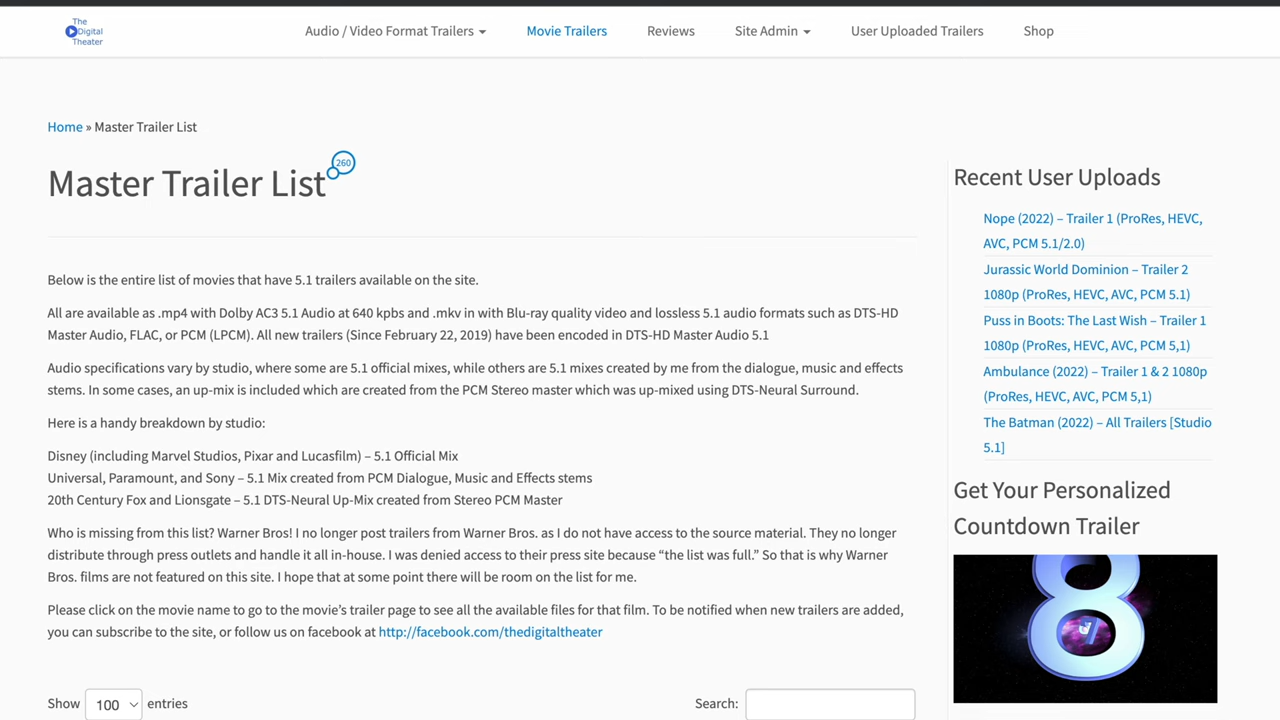 The
Digital
Theater
Audio / Video Format Trailers
Movie Trailers
Reviews
Site Admin
User Uploaded Trailers
Shop
Home » Master Trailer List
Master Trailer List
260
Below is the entire list of movies that have 5.1 trailers available on the site.
All are available as .mp4 with Dolby AC3 5.1 Audio at 640 kpbs and .mkv in with Blu-ray quality video and lossless 5.1 audio formats such as DTS-HD
Master Audio, FLAC, or PCM (LPCM). All new trailers (Since February 22, 2019) have been encoded in DTS-HD Master Audio 5.1
Audio specifications vary by studio, where some are 5.1 official mixes, while others are 5.1 mixes created by me from the dialogue, music and effects
stems. In some cases, an up-mix is included which are created from the PCM Stereo master which was up-mixed using DTS-Neural Surround.
Here is a handy breakdown by studio:
Disney (including Marvel Studios, Pixar and Lucasfilm) – 5.1 Official Mix
Universal, Paramount, and Sony – 5.1 Mix created from PCM Dialogue, Music and Effects stems
20th Century Fox and Lionsgate – 5.1 DTS-Neural Up-Mix created from Stereo PCM Master
Who is missing from this list? Warner Bros! I no longer post trailers from Warner Bros. as I do not have access to the source material. They no longer
distribute through press outlets and handle it all in-house. I was denied access to their press site because “the list was full.” So that is why Warner
Bros. films are not featured on this site. I hope that at some point there will be room on the list for me.
Please click on the movie name to go to the movie’s trailer page to see all the available files for that film. To be notified when new trailers are added,
you can subscribe to the site, or follow us on facebook at http://facebook.com/thedigitaltheater
Show 100 entries
Search:
Recent User Uploads
Nope (2022) – Trailer 1 (ProRes, HEVC,
AVC, PCM 5.1/2.0)
Jurassic World Dominion – Trailer 2
1080p (ProRes, HEVC, AVC, PCM 5.1)
Puss in Boots: The Last Wish – Trailer 1
1080p (ProRes, HEVC, AVC, PCM 5,1)
Ambulance (2022) – Trailer 1 & 2 1080p
(ProRes, HEVC, AVC, PCM 5,1)
The Batman (2022) – All Trailers [Studio
5.1]
Get Your Personalized
Countdown Trailer
8